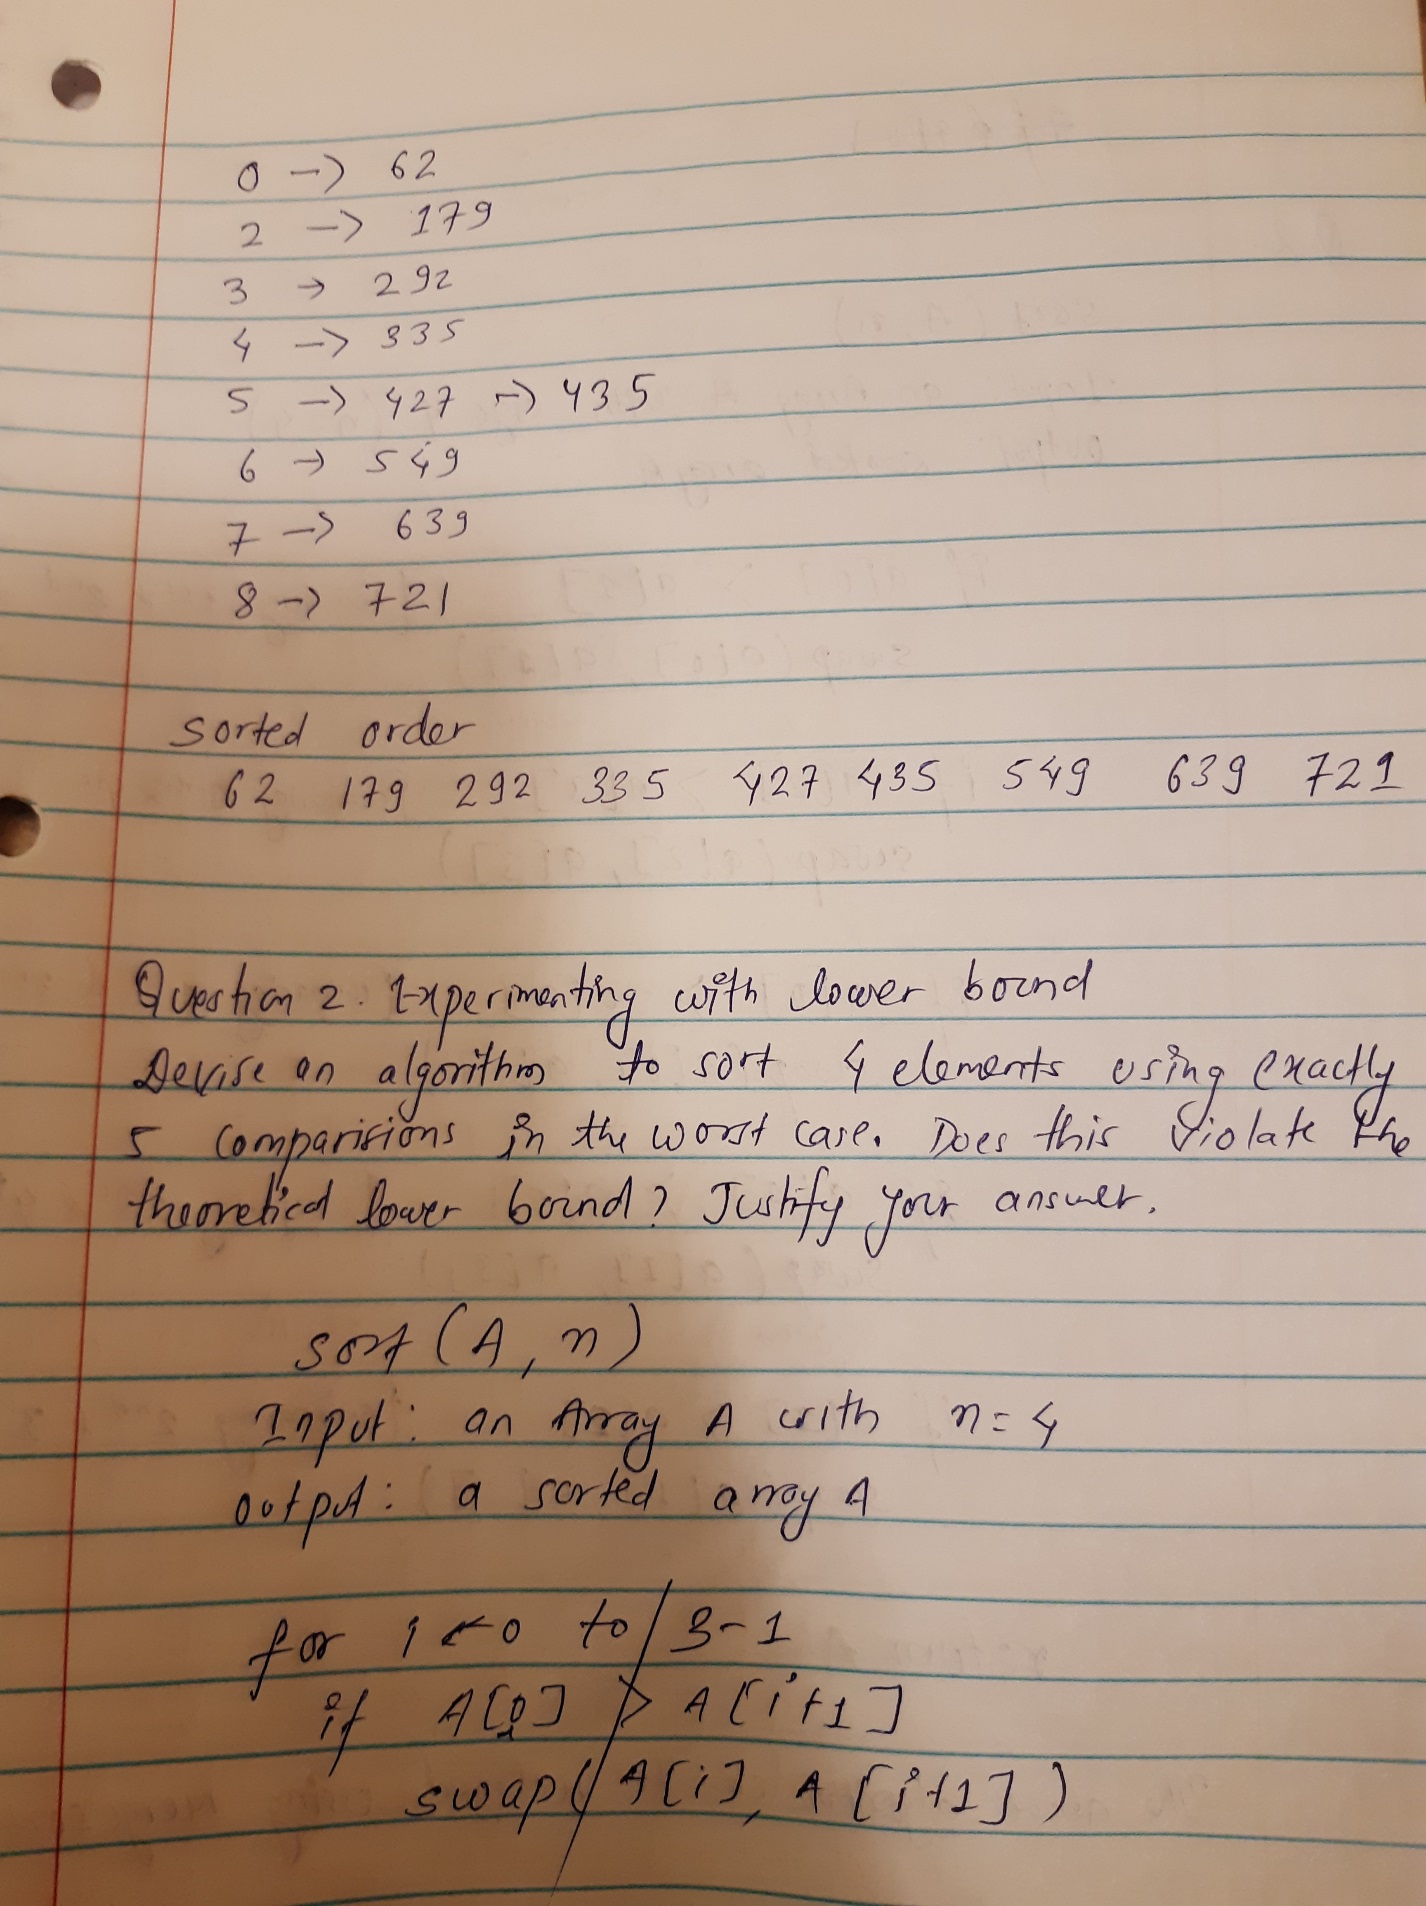 0 -> 62
2 -> 179
3 -> 292
4 -> 335
5 -> 427 -> 435
6 -> 549
7 -> 639
8 -> 721
sorted order
62 179 292 335 427 435 549 639 721
Question 2. Experimenting with lower bound
Devise an algorithm to sort 4 elements using exactly
5 comparisions in the worst case. Does this violate the
theoretical lower bound? Justify your answer.
sort (A, n)
Input: an Array A with n=4
output: a sorted array A
for i <- 0 to 3-1
if A[i] > A[i+1]
swap(A[i], A[i+1])